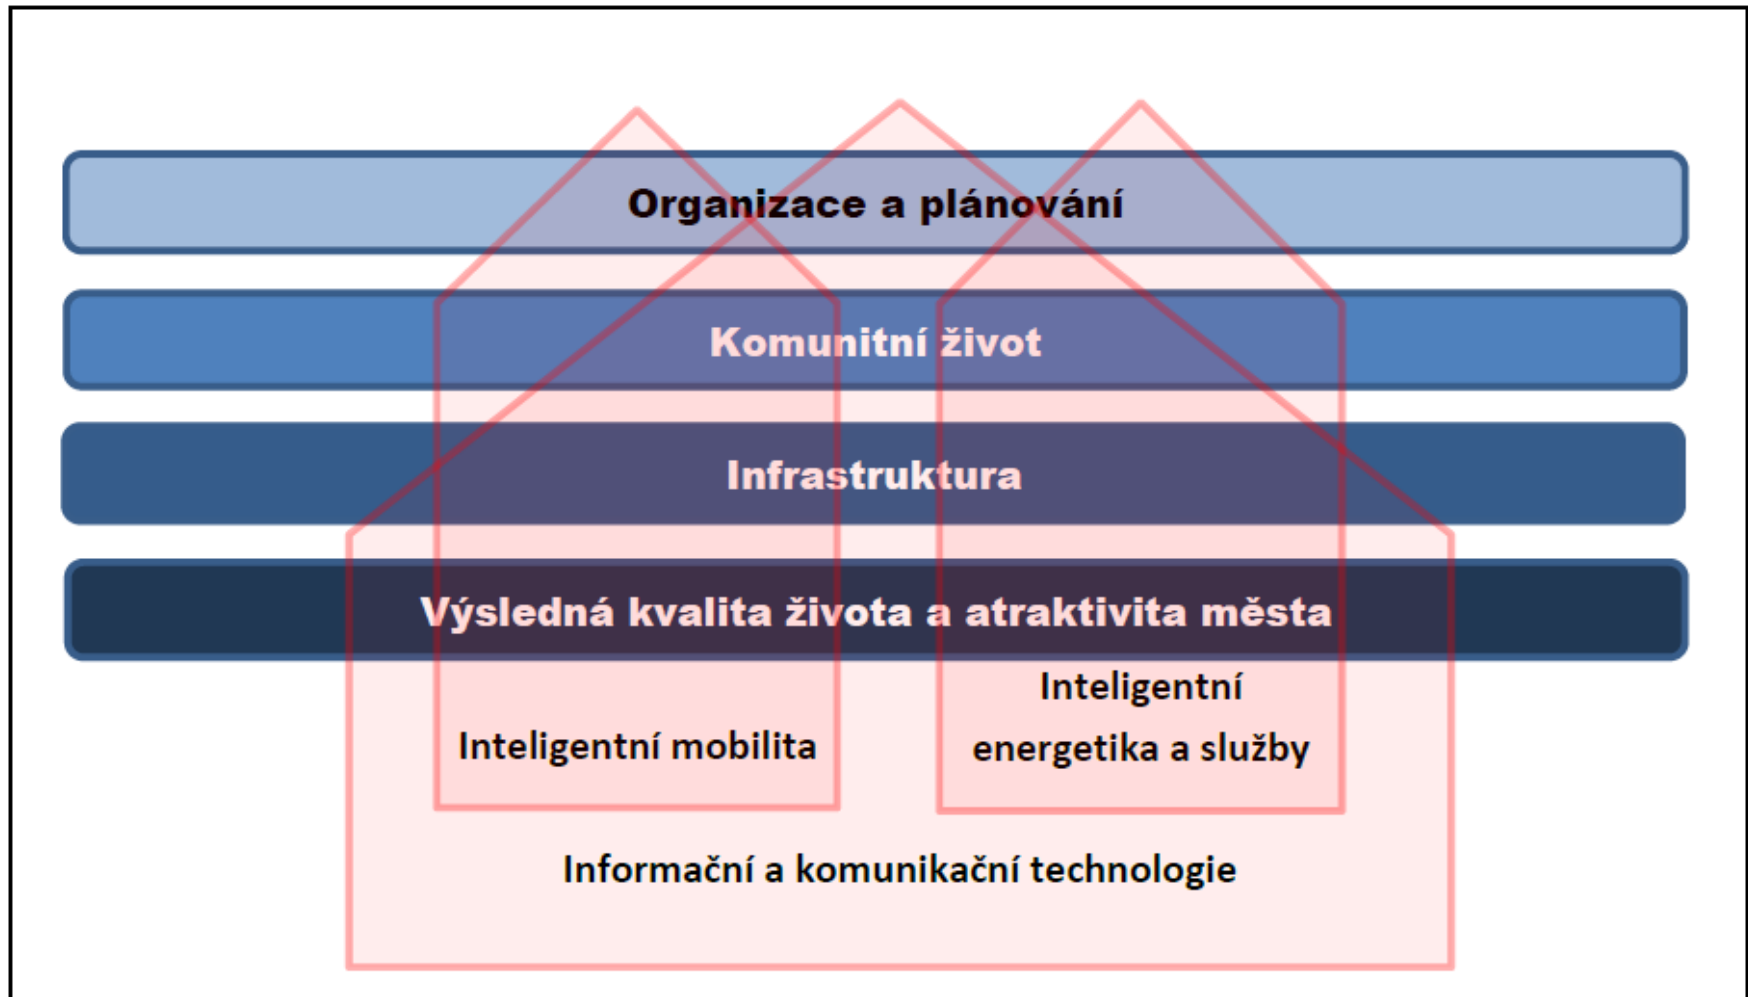 Organizace a plánování
Komunitní život
Infrastruktura
Výsledná kvalita života a atraktivita města
Inteligentní mobilita
Inteligentní
energetika a služby
Informační a komunikační technologie